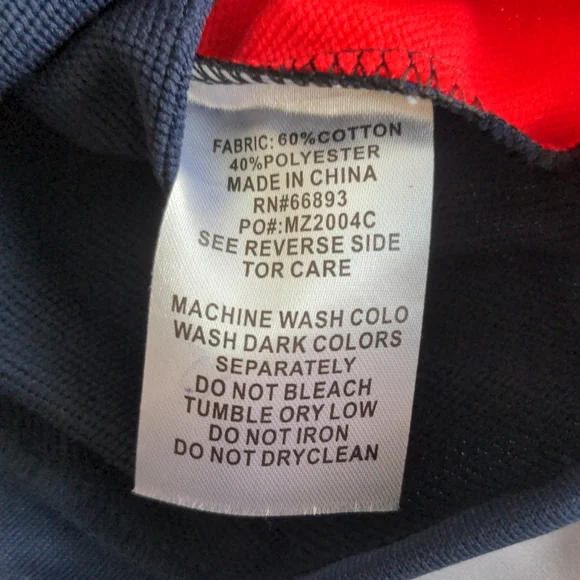 FABRIC: 60%COTTON
40%POLYESTER
MADE IN CHINA
RN#66893
PO#:MZ2004C
SEE REVERSE SIDE
TOR CARE
MACHINE WASH COLO
WASH DARK COLORS
SEPARATELY
DO NOT BLEACH
TUMBLE ORY LOW
DO NOT IRON
DO NOT DRYCLEAN